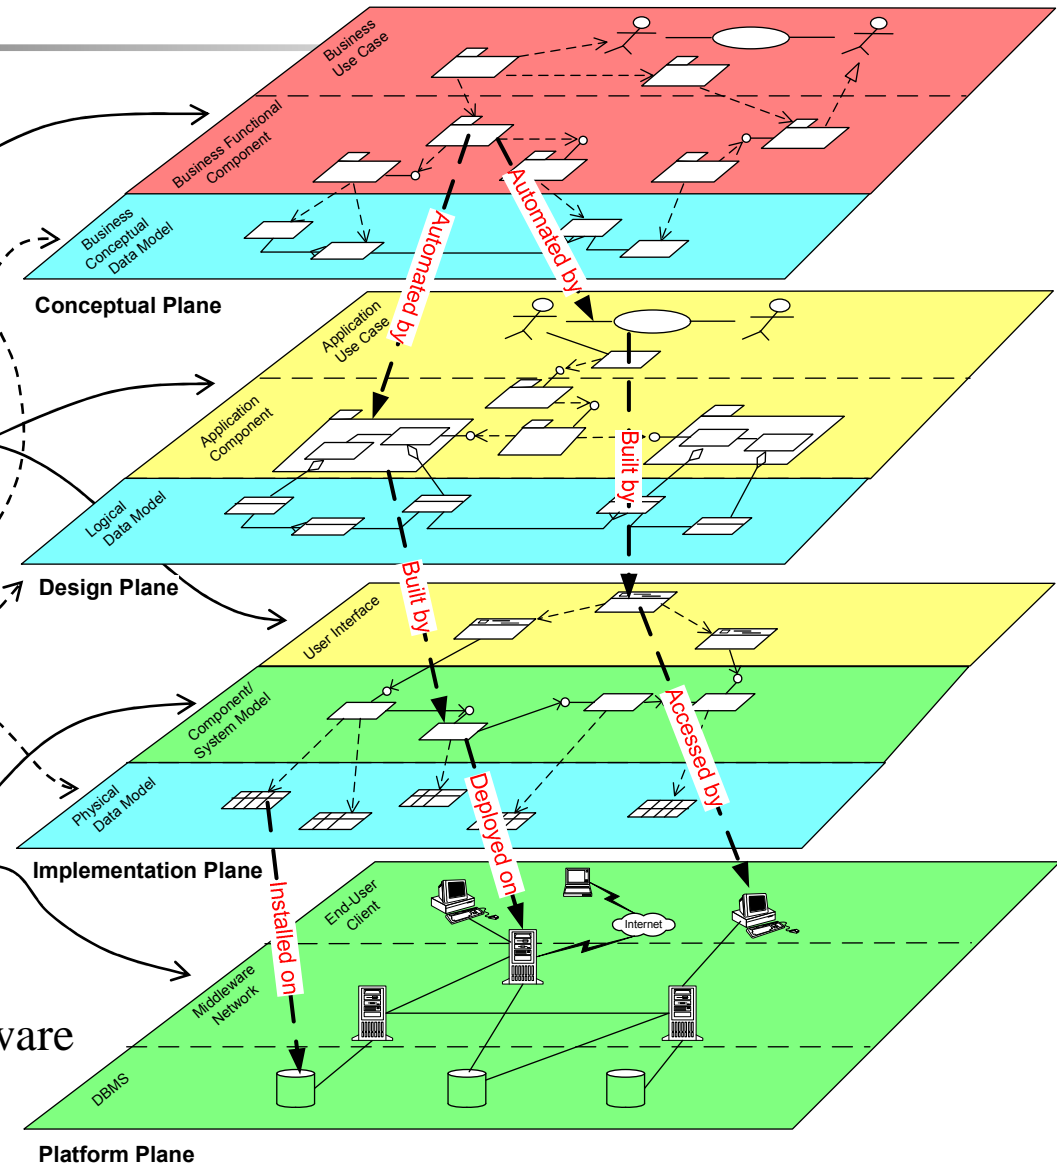 Business
Use Case
Business Functional
Component
Business
Conceptual
Data Model
Automated by
Automated by
Conceptual Plane
Application
Use Case
Application
Component
Logical
Data Model
Built by
Built by
Design Plane
User Interface
Component/
System Model
Physical
Data Model
Accessed by
Deployed on
Installed on
Implementation Plane
End-User
Client
Internet
Middleware
Network
DBMS
ware
Platform Plane